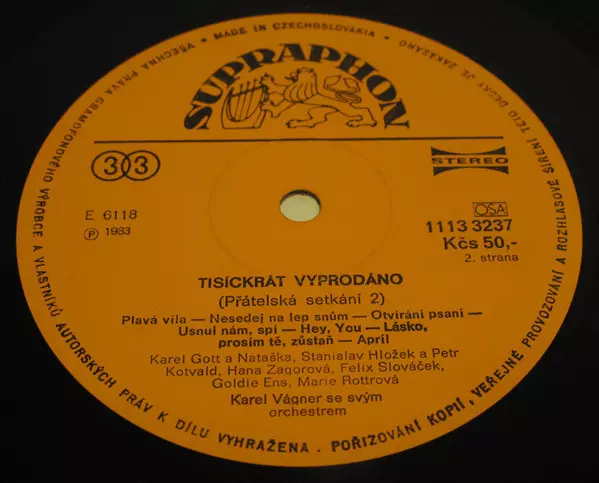 VŠECHNA PRÁVA GRAMOFONOVÉHO VÝROBCE A VLASTNÍKŮ AUTORSKÝCH PRÁV K DÍLU VYHRAŽENA. POŘIZOVÁNÍ KOPIÍ, VEŘEJNÉ PROVOZOVÁNÍ A ROZHLASOVÉ ŠÍŘENÍ TÉTO DESKY JE ZAKÁZÁNO
• MADE IN CZECHOSLOVAKIA •
SUPRAPHON
33
STEREO
E 6118
Ⓟ 1983
OSA
1113 3237
Kčs 50,-
2. strana
TISÍCKRÁT VYPRODÁNO
(Přátelská setkání 2)
Plavá víla — Nesedej na lep snům — Otvírání psaní —
Usnul nám, spí — Hey, You — Lásko,
prosím tě, zůstaň — Apríl
Karel Gott a Nataška, Stanislav Hložek a Petr
Kotvald, Hana Zagorová, Felix Slováček,
Goldie Ens, Marie Rottrová
Karel Vágner se svým
orchestrem